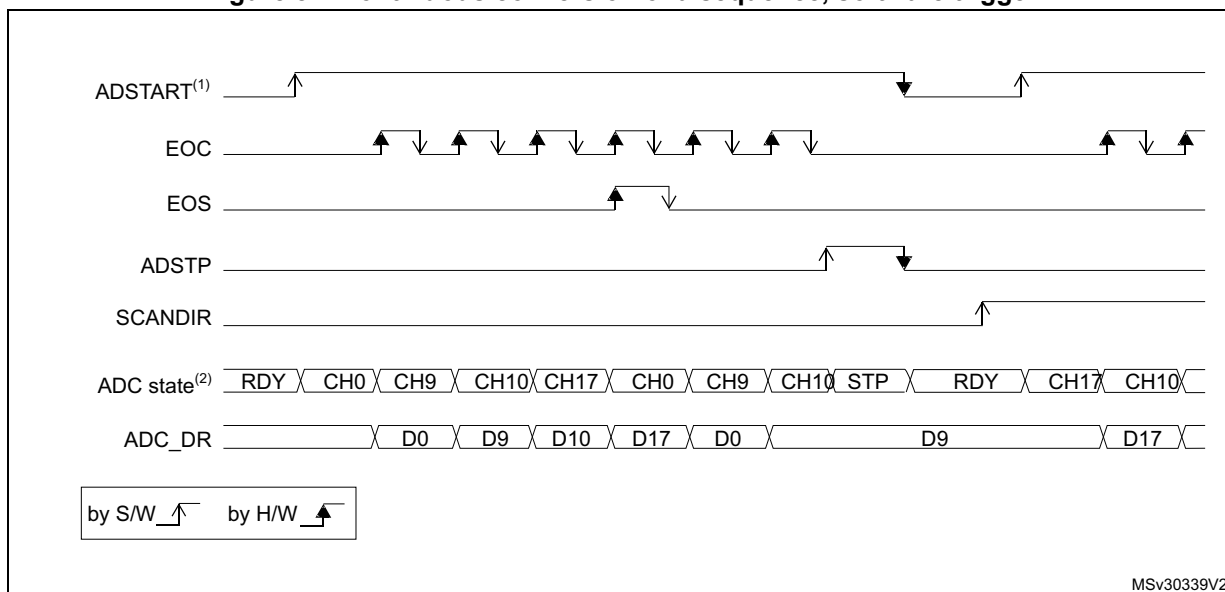 ADSTART(1)
EOC
EOS
ADSTP
SCANDIR
ADC state(2) RDY CH0 CH9 CH10 CH17 CH0 CH9 CH10 STP RDY CH17 CH10
ADC_DR D0 D9 D10 D17 D0 D9 D17
by S/W by H/W
MSv30339V2